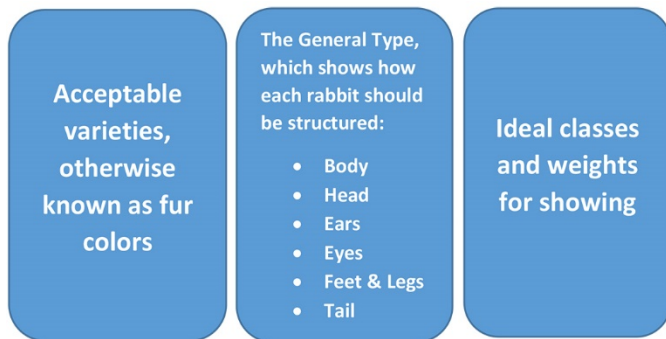 Acceptable
varieties,
otherwise
known as fur
colors
The General Type,
which shows how
each rabbit should
be structured:
• Body
• Head
• Ears
• Eyes
• Feet & Legs
• Tail
Ideal classes
and weights
for showing